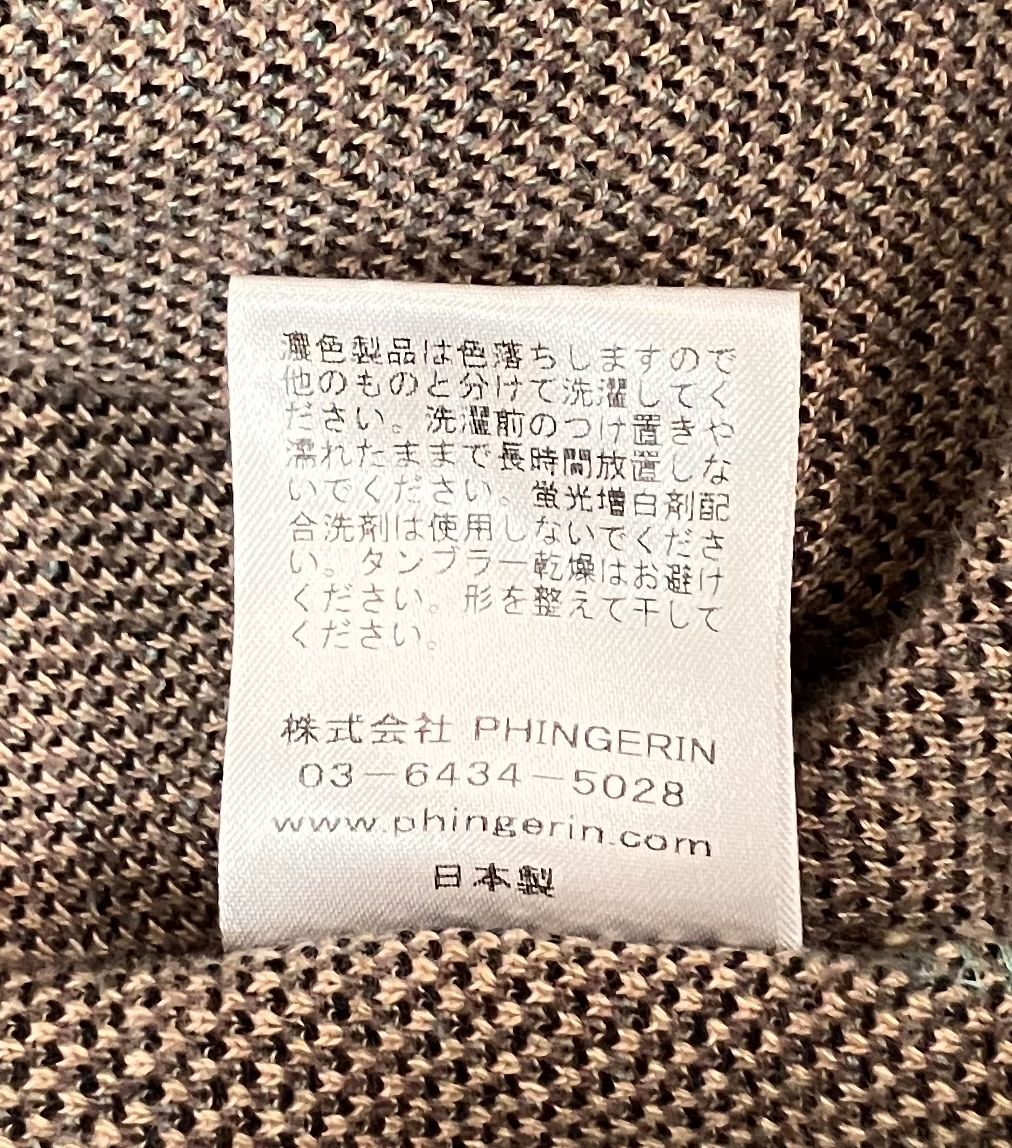 濃色製品は色落ちしますので
他のものと分けて洗濯してく
ださい。洗濯前のつけ置きや
濡れたままで長時間放置しな
いでください。蛍光増白剤配
合洗剤は使用しないでくださ
い。タンブラー乾燥はお避け
ください。形を整えて干して
ください。
株式会社 PHINGERIN
03－6434－5028
www.phingerin.com
日本製